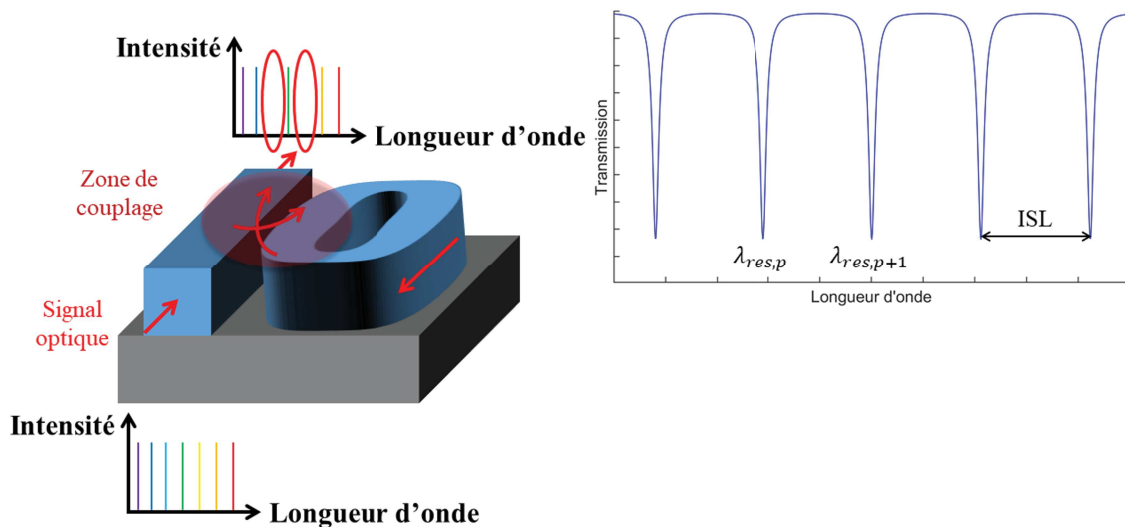 Intensité
Longueur d'onde
Zone de
couplage
Signal
optique
Intensité
Longueur d'onde
Transmission
ISL
λres,p
λres,p+1
Longueur d'onde